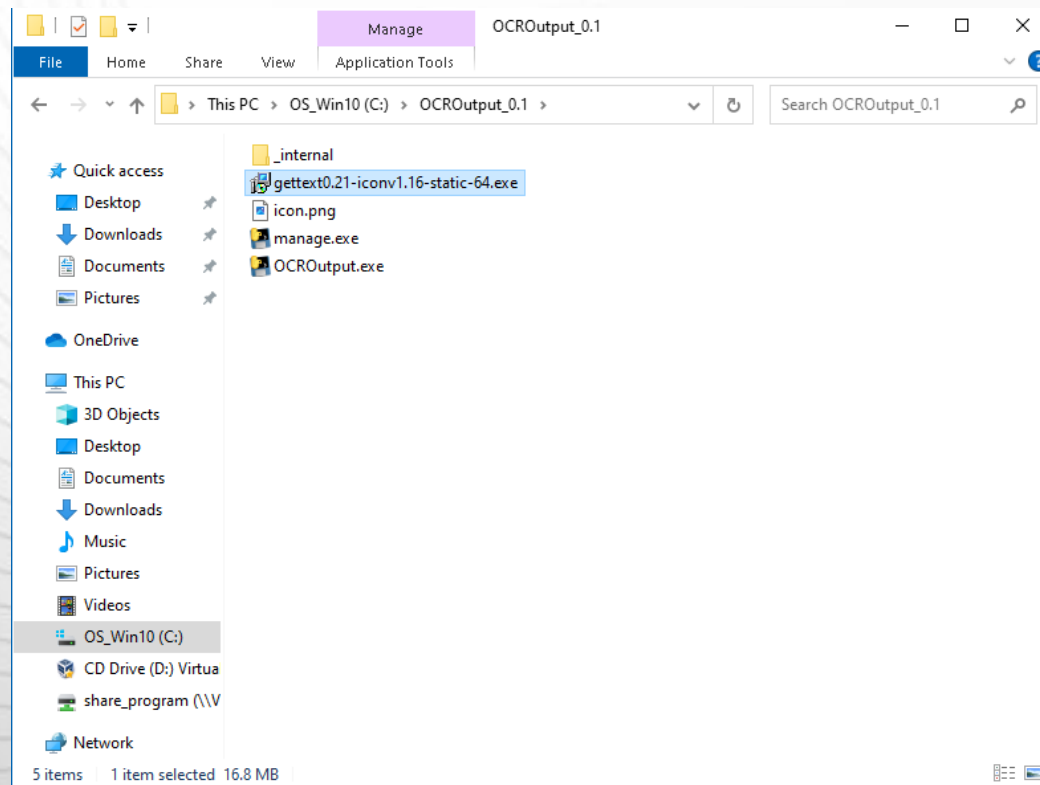 Manage
OCROutput_0.1
File
Home
Share
View
Application Tools
This PC
OS_Win10 (C:)
OCROutput_0.1
Search OCROutput_0.1
Quick access
Desktop
Downloads
Documents
Pictures
OneDrive
This PC
3D Objects
Desktop
Documents
Downloads
Music
Pictures
Videos
OS_Win10 (C:)
CD Drive (D:) Virtua
share_program (\\V
Network
_internal
gettext0.21-iconv1.16-static-64.exe
icon.png
manage.exe
OCROutput.exe
5 items
1 item selected 16.8 MB